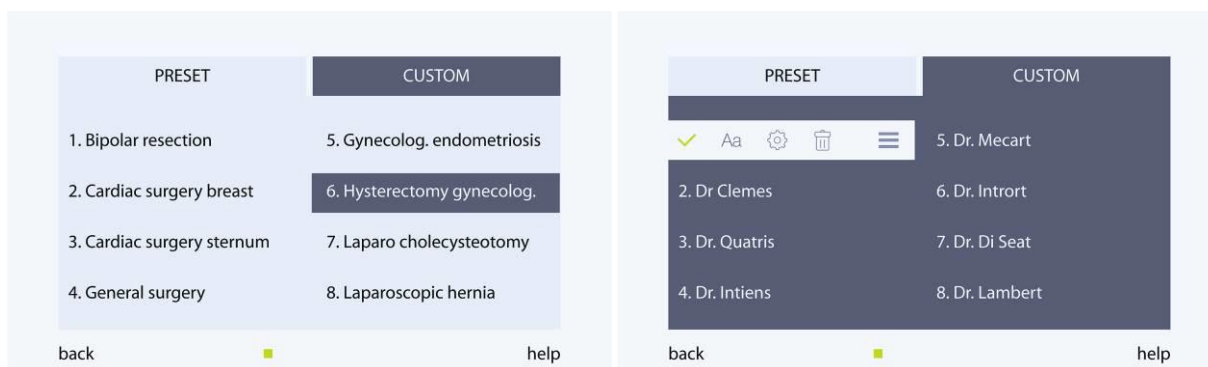 PRESET
CUSTOM
1. Bipolar resection
2. Cardiac surgery breast
3. Cardiac surgery sternum
4. General surgery
5. Gynecolog. endometriosis
6. Hysterectomy gynecolog.
7. Laparo cholecysteotomy
8. Laparoscopic hernia
back
help
PRESET
CUSTOM
Aa
2. Dr Clemes
3. Dr. Quatris
4. Dr. Intiens
5. Dr. Mecart
6. Dr. Intrort
7. Dr. Di Seat
8. Dr. Lambert
back
help